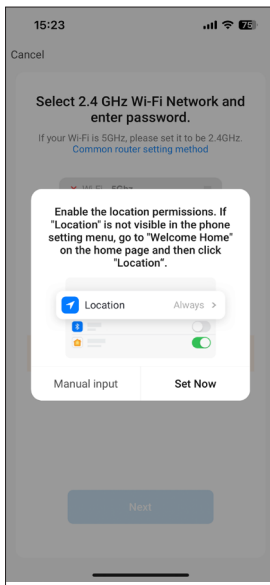 15:23
75
Cancel
Select 2.4 GHz Wi-Fi Network and
enter password.
If your Wi-Fi is 5GHz, please set it to be 2.4GHz.
Common router
setting method
Wi-Fi - 5Ghz
Enable the location permissions. If
"Location" is not visible in the phone
setting menu, go to "Welcome Home"
on the home page and then click
"Location".
Location
Always >
Manual input
Set Now
Next